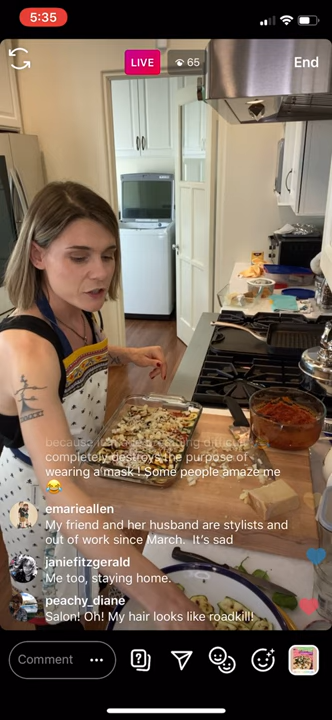 5:35
LIVE
65
End
completely destroys the purpose of
wearing a mask ! Some people amaze me
😂
emarieallen
My friend and her husband are stylists and
out of work since March.  It's sad
janiefitzgerald
Me too, staying home.
peachy_diane
Salon! Oh! My hair looks like roadkill!
Comment